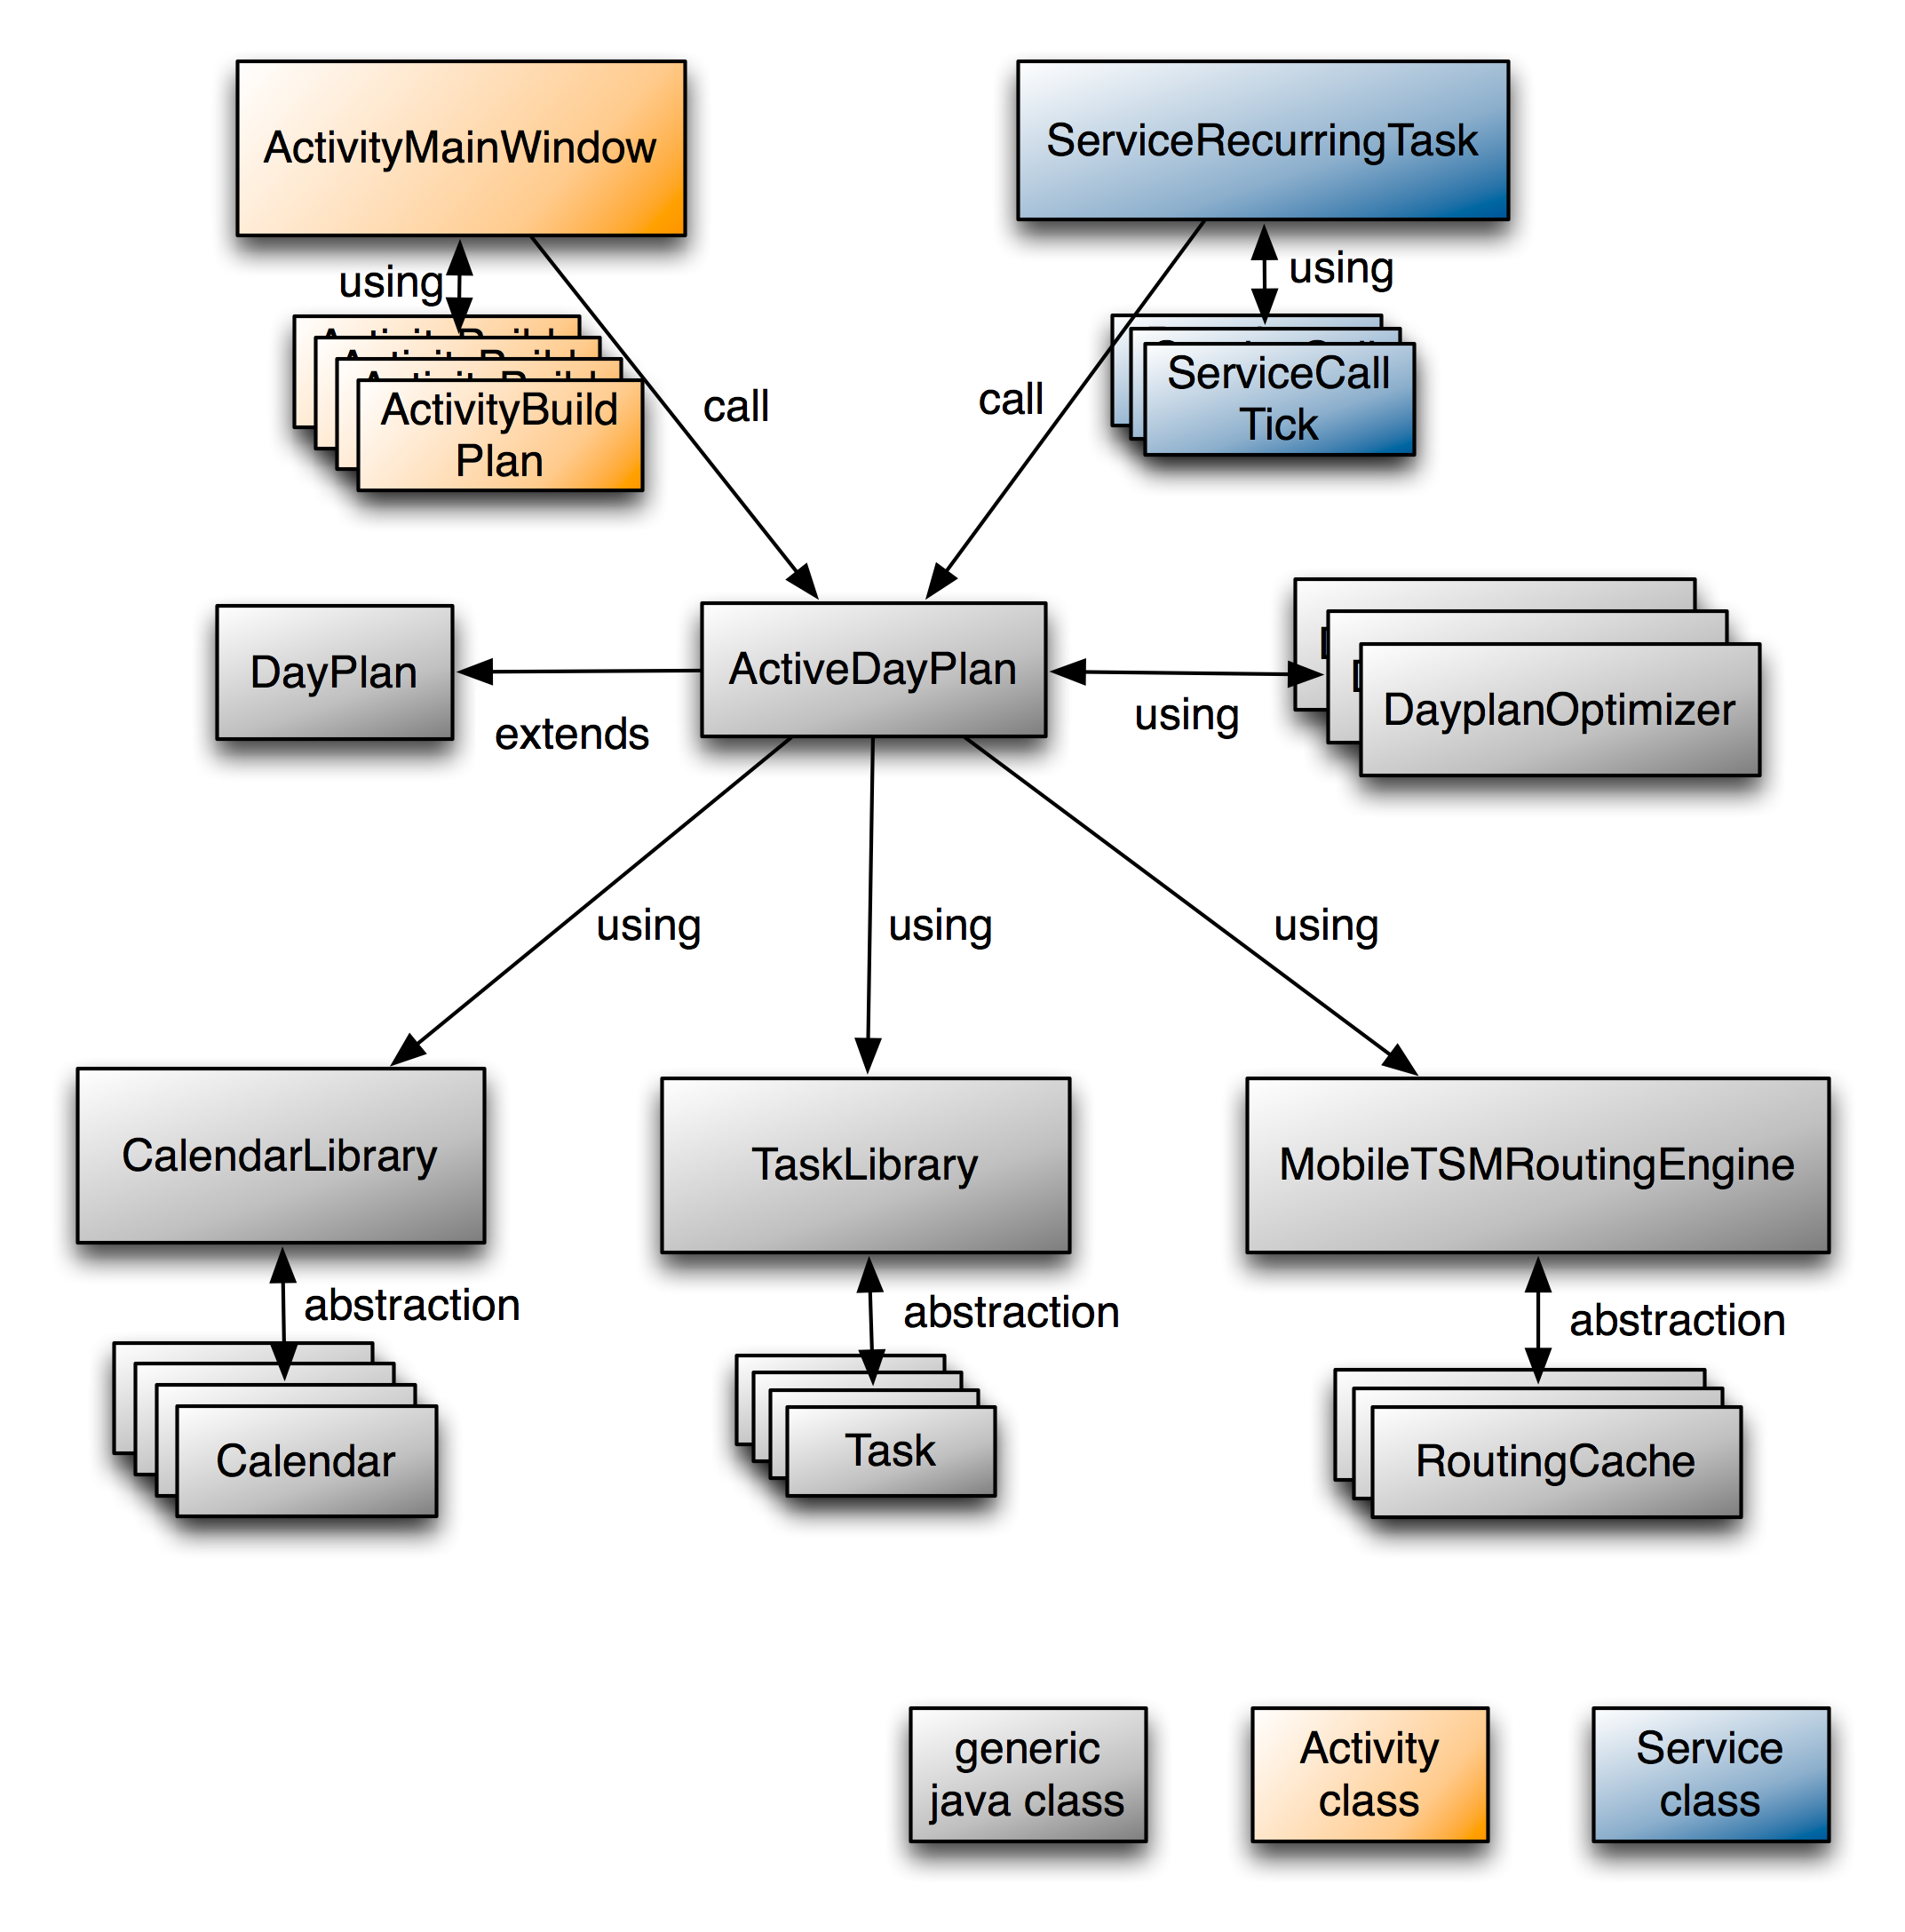 ActivityMainWindow
ServiceRecurringTask
using
using
ActivityBuild
Plan
call
call
ServiceCall
Tick
DayPlan
ActiveDayPlan
DayplanOptimizer
extends
using
using
using
using
CalendarLibrary
TaskLibrary
MobileTSMRoutingEngine
abstraction
abstraction
abstraction
Calendar
Task
RoutingCache
generic
java class
Activity
class
Service
class